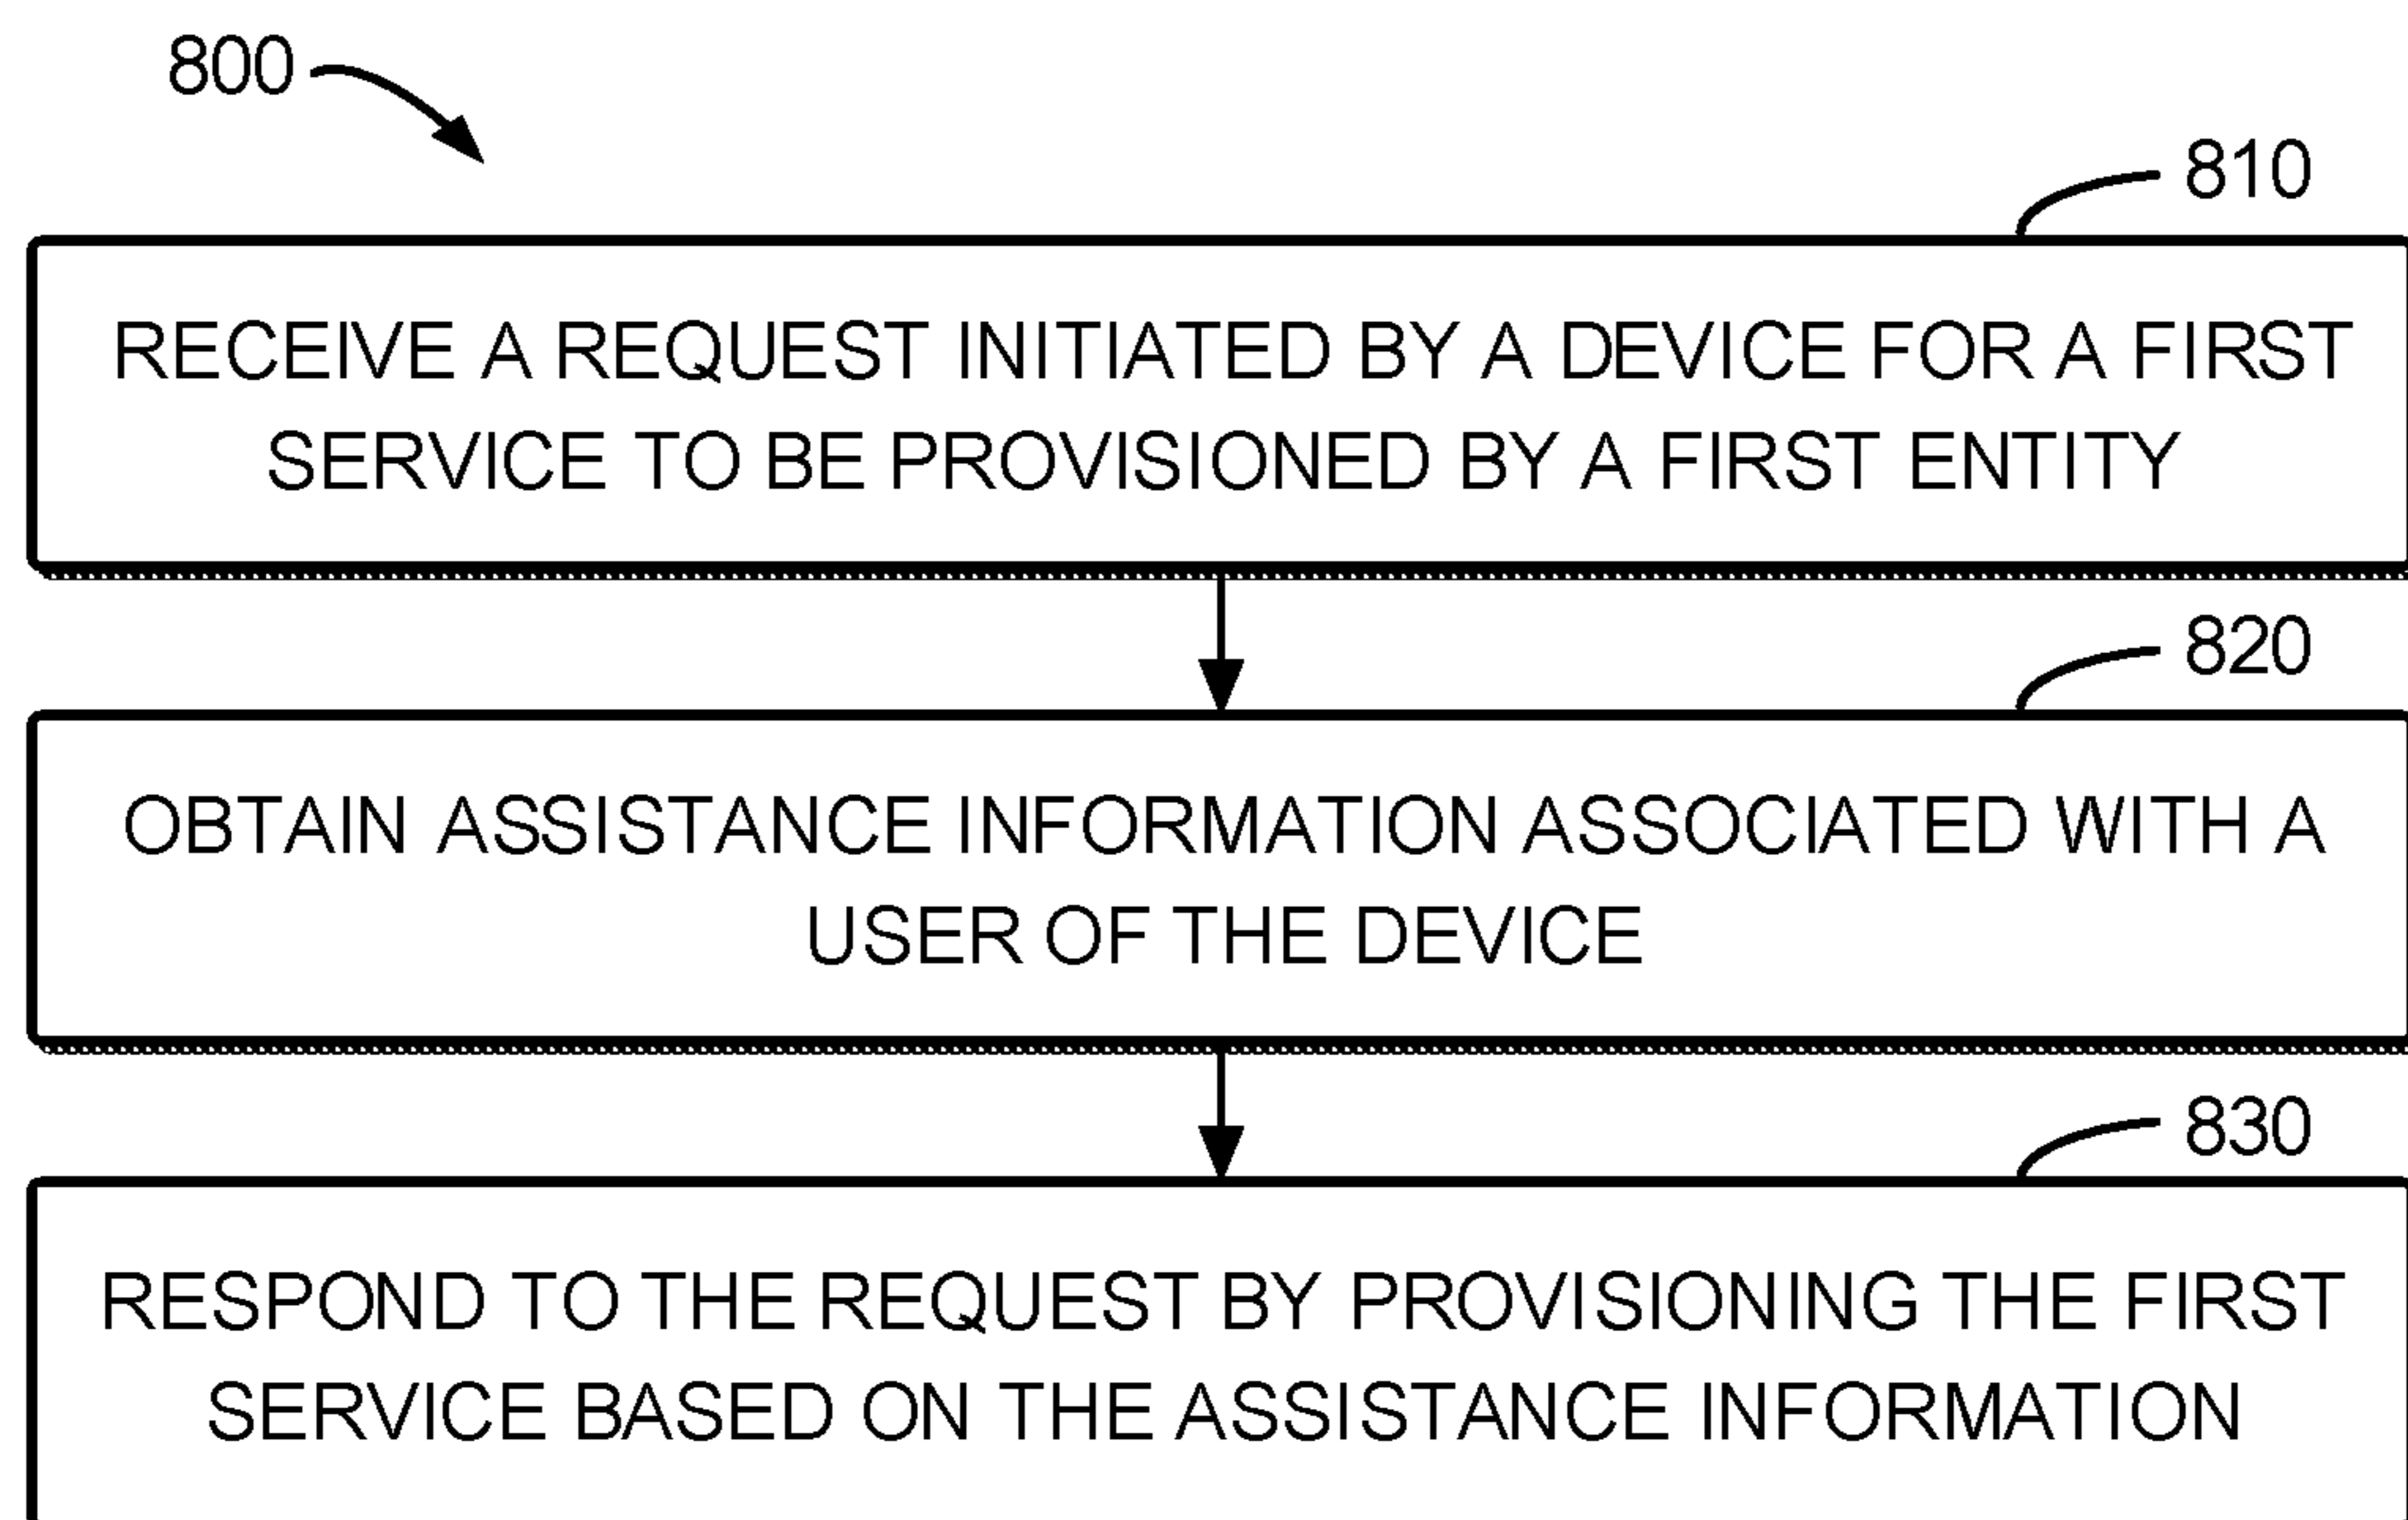 800
810
RECEIVE A REQUEST INITIATED BY A DEVICE FOR A FIRST
SERVICE TO BE PROVISIONED BY A FIRST ENTITY
820
OBTAIN ASSISTANCE INFORMATION ASSOCIATED WITH A
USER OF THE DEVICE
830
RESPOND TO THE REQUEST BY PROVISIONING THE FIRST
SERVICE BASED ON THE ASSISTANCE INFORMATION